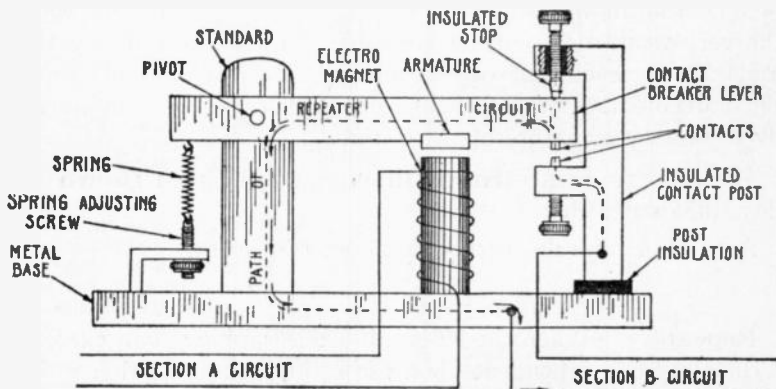 INSULATED
STOP
STANDARD
ELECTRO
MAGNET
ARMATURE
PIVOT
CONTACT
BREAKER LEVER
REPEATER
CIRCUIT
CONTACTS
SPRING
PATH OF
INSULATED
CONTACT POST
SPRING ADJUSTING
SCREW
METAL
BASE
POST
INSULATION
SECTION A CIRCUIT
SECTION B CIRCUIT